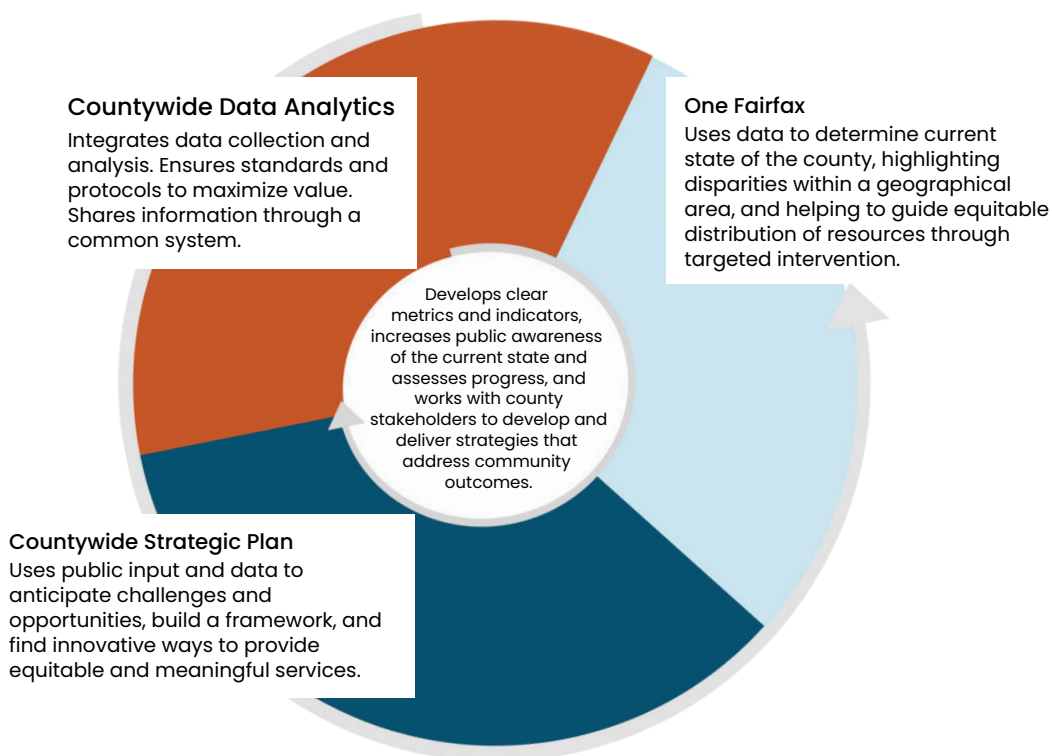 Countywide Data Analytics
Integrates data collection and
analysis. Ensures standards and
protocols to maximize value.
Shares information through a
common system.
One Fairfax
Uses data to determine current
state of the county, highlighting
disparities within a geographical
area, and helping to guide equitable
distribution of resources through
targeted intervention.
Develops clear
metrics and indicators,
increases public awareness
of the current state and
assesses progress, and
works with county
stakeholders to develop and
deliver strategies that
address community
outcomes.
Countywide Strategic Plan
Uses public input and data to
anticipate challenges and
opportunities, build a framework, and
find innovative ways to provide
equitable and meaningful services.